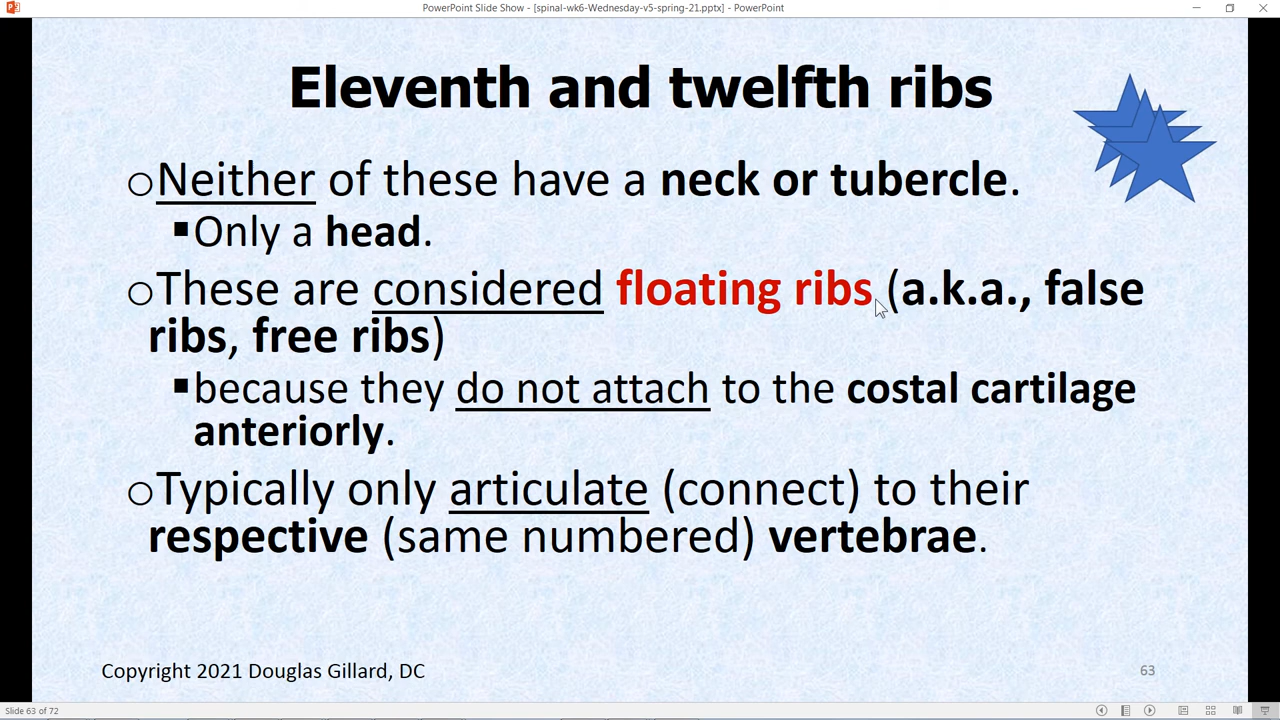 PowerPoint Slide Show - [spinal-wk6-Wednesday-v5-spring-21.pptx] - PowerPoint
Eleventh and twelfth ribs
oNeither of these have a neck or tubercle.
▪Only a head.
oThese are considered floating ribs (a.k.a., false
ribs, free ribs)
▪because they do not attach to the costal cartilage
anteriorly.
oTypically only articulate (connect) to their
respective (same numbered) vertebrae.
Copyright 2021 Douglas Gillard, DC
63
Slide 63 of 72